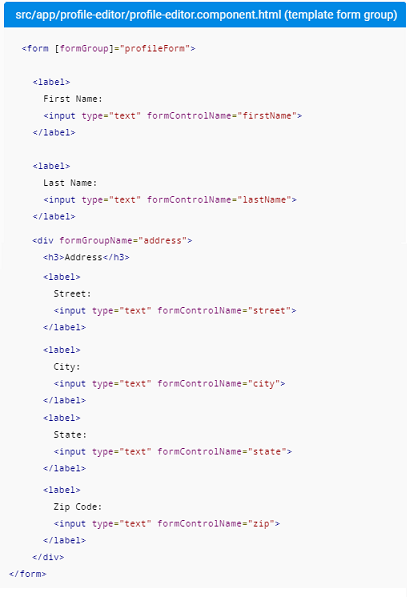 src/app/profile-editor/profile-editor.component.html (template form group)
<form [formGroup]="profileForm">
<label>
First Name:
<input type="text" formControlName="firstName">
</label>
<label>
Last Name:
<input type="text" formControlName="lastName">
</label>
<div formGroupName="address">
<h3>Address</h3>
<label>
Street:
<input type="text" formControlName="street">
</label>
<label>
City:
<input type="text" formControlName="city">
</label>
<label>
State:
<input type="text" formControlName="state">
</label>
<label>
Zip Code:
<input type="text" formControlName="zip">
</label>
</div>
</form>